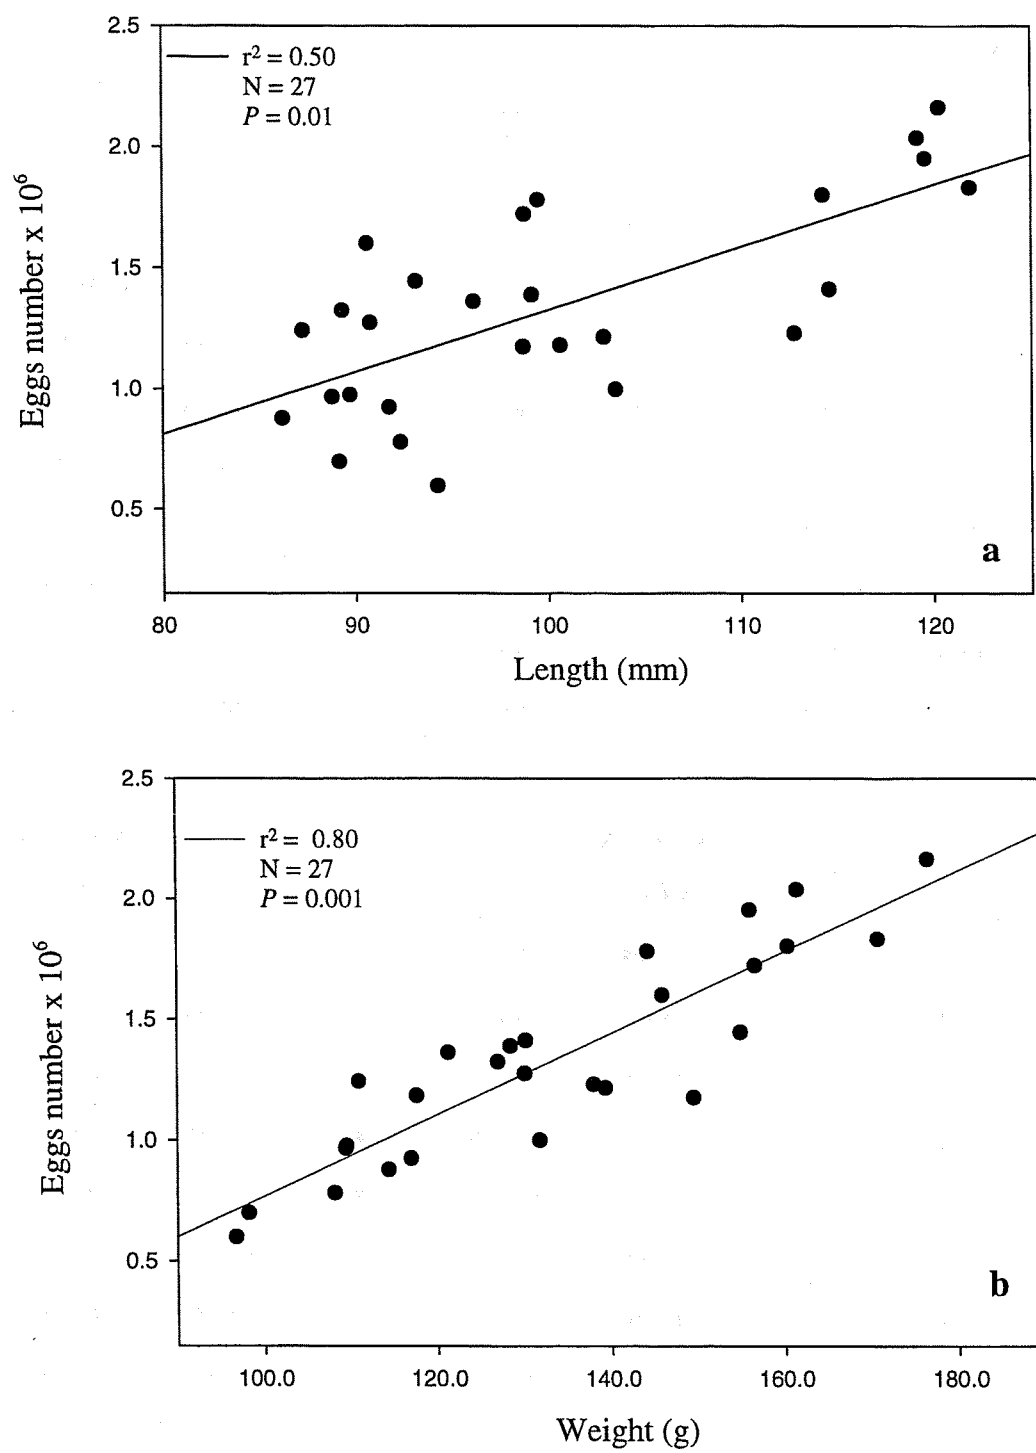 2.5
r² = 0.50
N = 27
P = 0.01
2.0
1.5
1.0
0.5
Eggs number x 10⁶
a
80 90 100 110 120
Length (mm)
2.5
r² = 0.80
N = 27
P = 0.001
2.0
1.5
1.0
0.5
Eggs number x 10⁶
b
100.0 120.0 140.0 160.0 180.0
Weight (g)